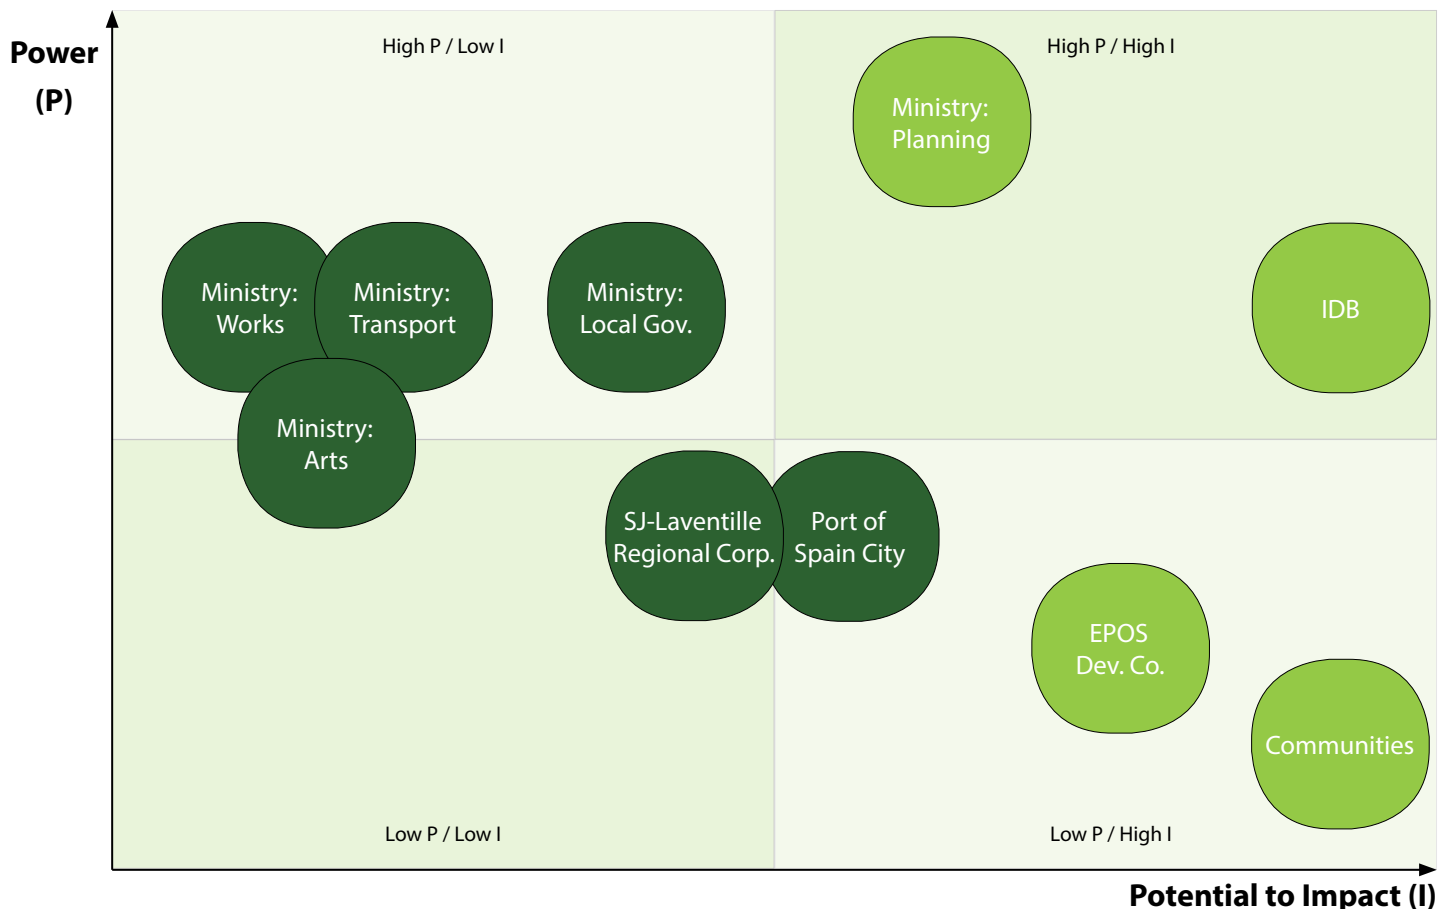 Power
(P)
High P / Low I
High P / High I
Ministry:
Planning
Ministry:
Works
Ministry:
Transport
Ministry:
Local Gov.
IDB
Ministry:
Arts
SJ-Laventille
Regional Corp.
Port of
Spain City
EPOS
Dev. Co.
Communities
Low P / Low I
Low P / High I
Potential to Impact (I)